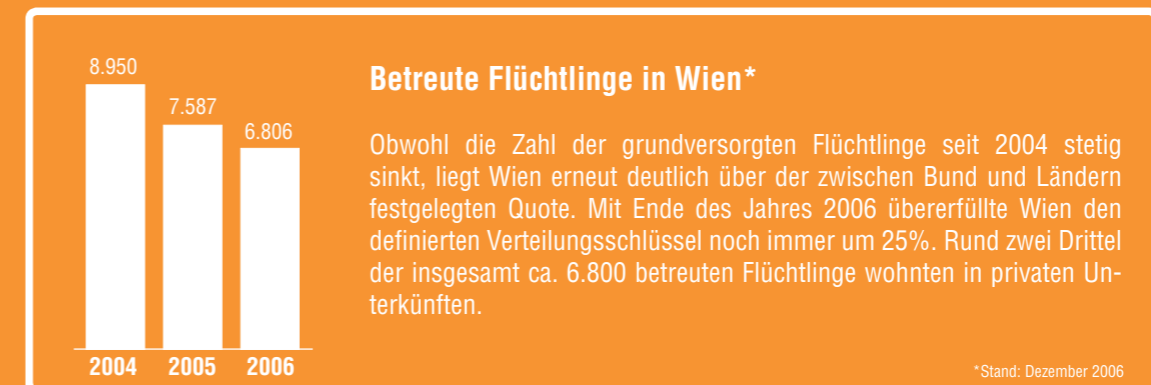 8.950
7.587
6.806
2004 2005 2006
Betreute Flüchtlinge in Wien*
Obwohl die Zahl der grundversorgten Flüchtlinge seit 2004 stetig
sinkt, liegt Wien erneut deutlich über der zwischen Bund und Ländern
festgelegten Quote. Mit Ende des Jahres 2006 übererfüllte Wien den
definierten Verteilungsschlüssel noch immer um 25%. Rund zwei Drittel
der insgesamt ca. 6.800 betreuten Flüchtlinge wohnten in privaten Un-
terkünften.
*Stand: Dezember 2006